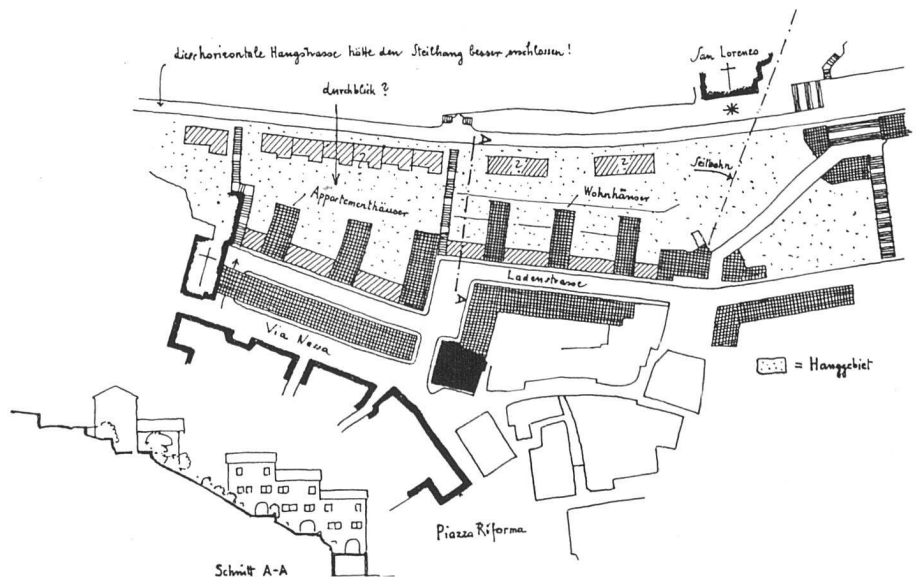 diese horizontale Hangstrasse hätte den Steilhang besser erschlossen!
San Lorenzo
durchblick ?
A
Seilbahn
?
?
?
Appartementhäuser
Wohnhäuser
Ladenstrasse
A
Via Nassa
= Hanggebiet
Piazza Riforma
Schnitt A-A